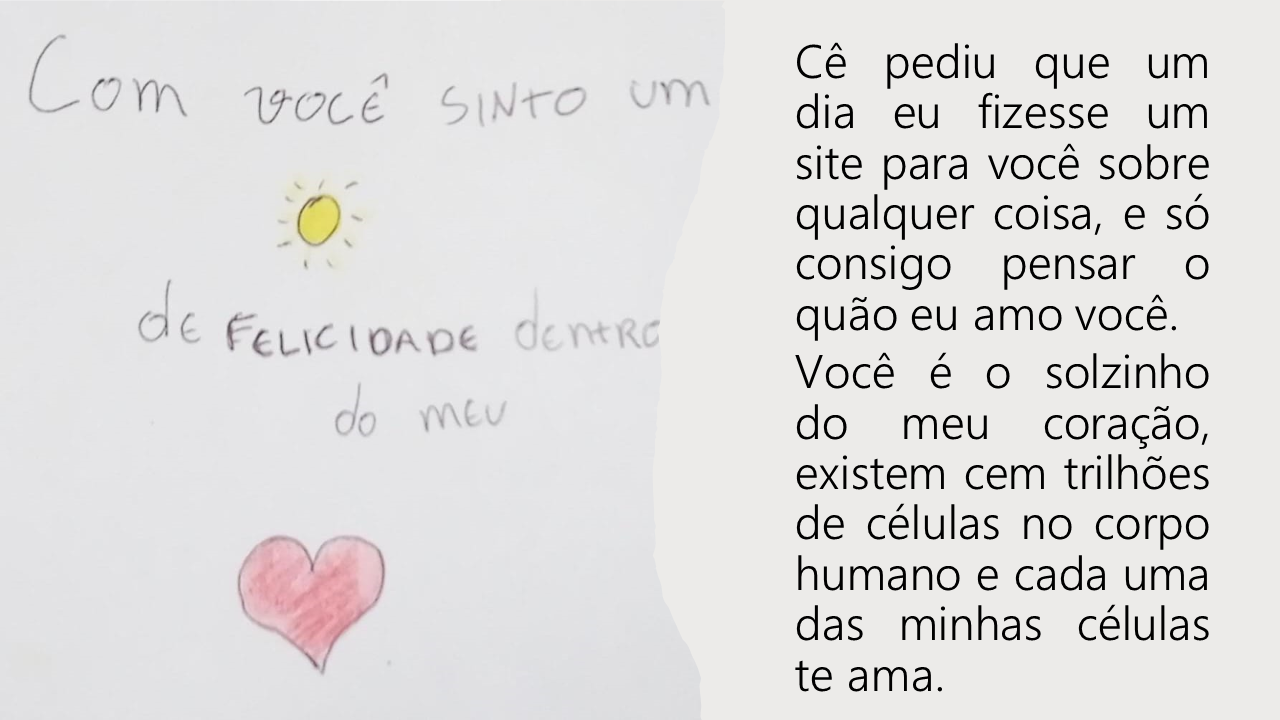 Com você sinto um
de FELICIDADE dentro
do meu
Cê pediu que um
dia eu fizesse um
site para você sobre
qualquer coisa, e só
consigo pensar o
quão eu amo você.
Você é o solzinho
do meu coração,
existem cem trilhões
de células no corpo
humano e cada uma
das minhas células
te ama.